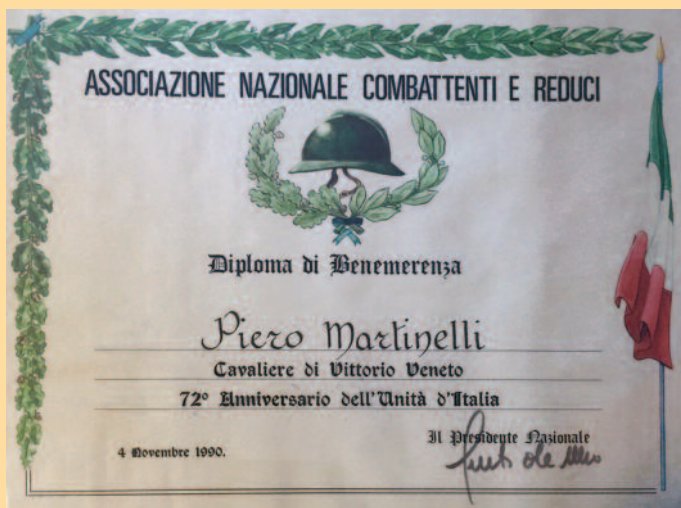 ASSOCIAZIONE NAZIONALE COMBATTENTI E REDUCI
Diploma di Benemerenza
Piero Martinelli
Cavaliere di Vittorio Veneto
72º Anniversario dell'Unità d'Italia
4 Novembre 1990.
Il Presidente Nazionale